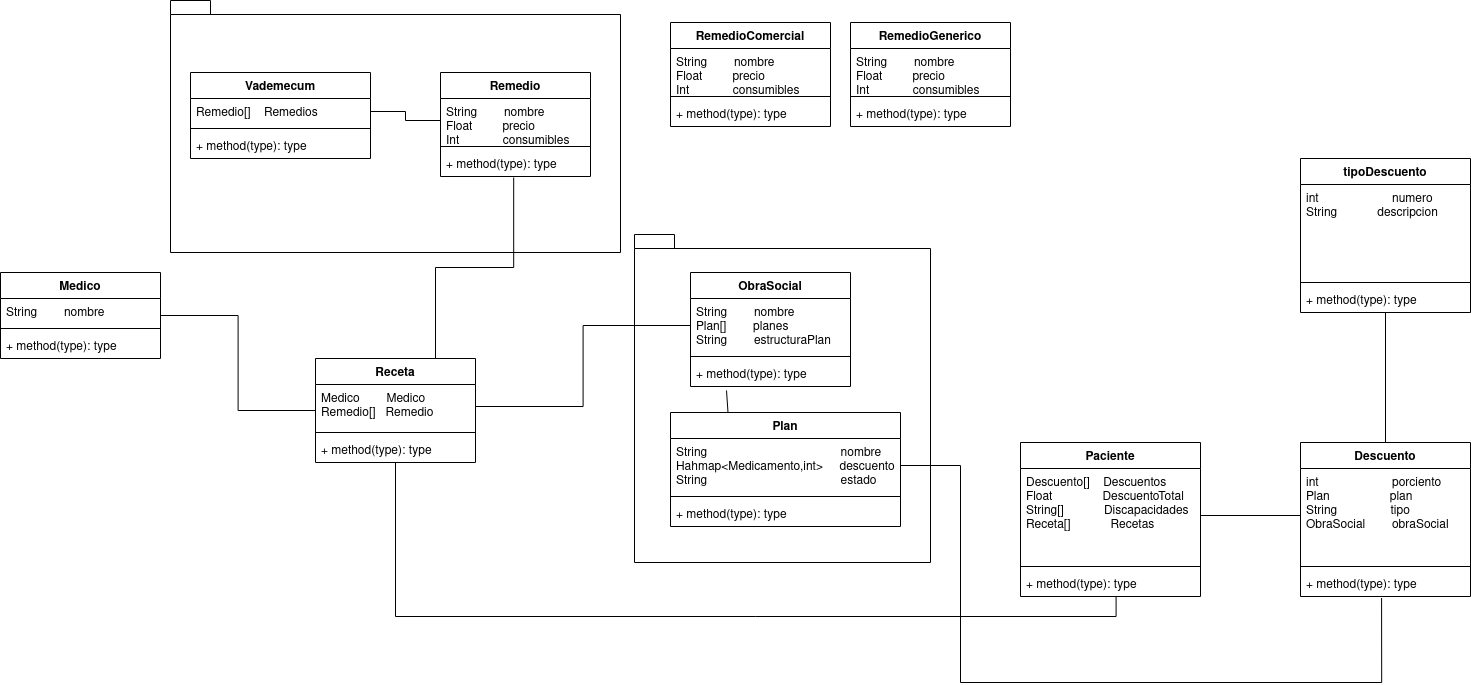 Vademecum
Remedio[] Remedios
+ method(type): type
Remedio
String nombre
Float precio
Int consumibles
+ method(type): type
RemedioComercial
String nombre
Float precio
Int consumibles
+ method(type): type
RemedioGenerico
String nombre
Float precio
Int consumibles
+ method(type): type
tipoDescuento
int numero
String descripcion
+ method(type): type
Medico
String nombre
+ method(type): type
Receta
Medico Medico
Remedio[] Remedio
+ method(type): type
ObraSocial
String nombre
Plan[] planes
String estructuraPlan
+ method(type): type
Plan
String nombre
Hahmap<Medicamento,int> descuento
String estado
+ method(type): type
Paciente
Descuento[] Descuentos
Float DescuentoTotal
String[] Discapacidades
Receta[] Recetas
+ method(type): type
Descuento
int porciento
Plan plan
String tipo
ObraSocial obraSocial
+ method(type): type